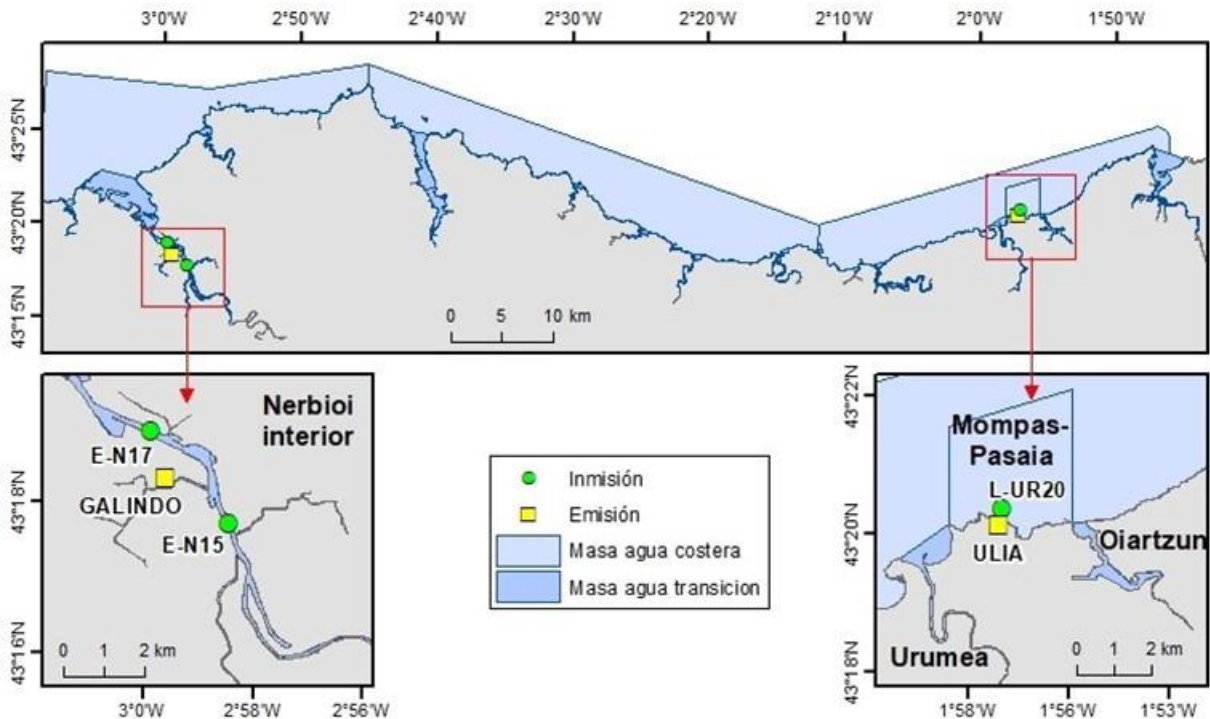 3°0'W 2°50'W 2°40'W 2°30'W 2°20'W 2°10'W 2°0'W 1°50'W
43°25'N
43°20'N
43°15'N
0 5 10 km
Nerbioi
interior
E-N17
GALINDO
E-N15
43°18'N
43°16'N
0 1 2 km
3°0'W 2°58'W 2°56'W
Inmisión
Emisión
Masa agua costera
Masa agua transicion
43°22'N
43°20'N
43°18'N
Mompas-
Pasaia
L-UR20
ULIA
Oiartzun
Urumea
0 1 2 km
1°58'W 1°56'W 1°53'W